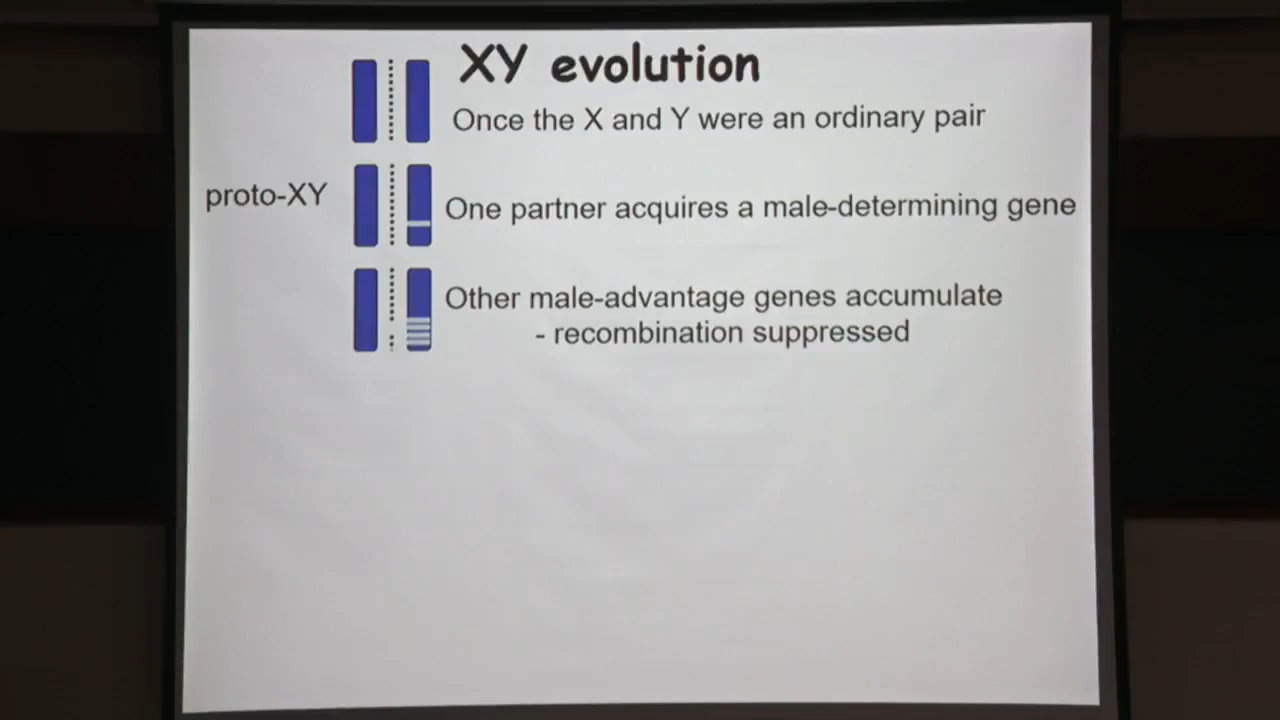 XY evolution
Once the X and Y were an ordinary pair
proto-XY
One partner acquires a male-determining gene
Other male-advantage genes accumulate
- recombination suppressed